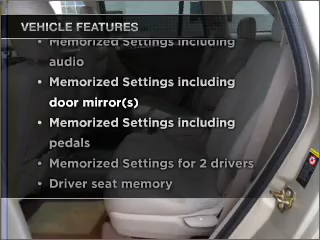 VEHICLE FEATURES
• Memorized Settings including
audio
• Memorized Settings including
door mirror(s)
• Memorized Settings including
pedals
• Memorized Settings for 2 drivers
• Driver seat memory